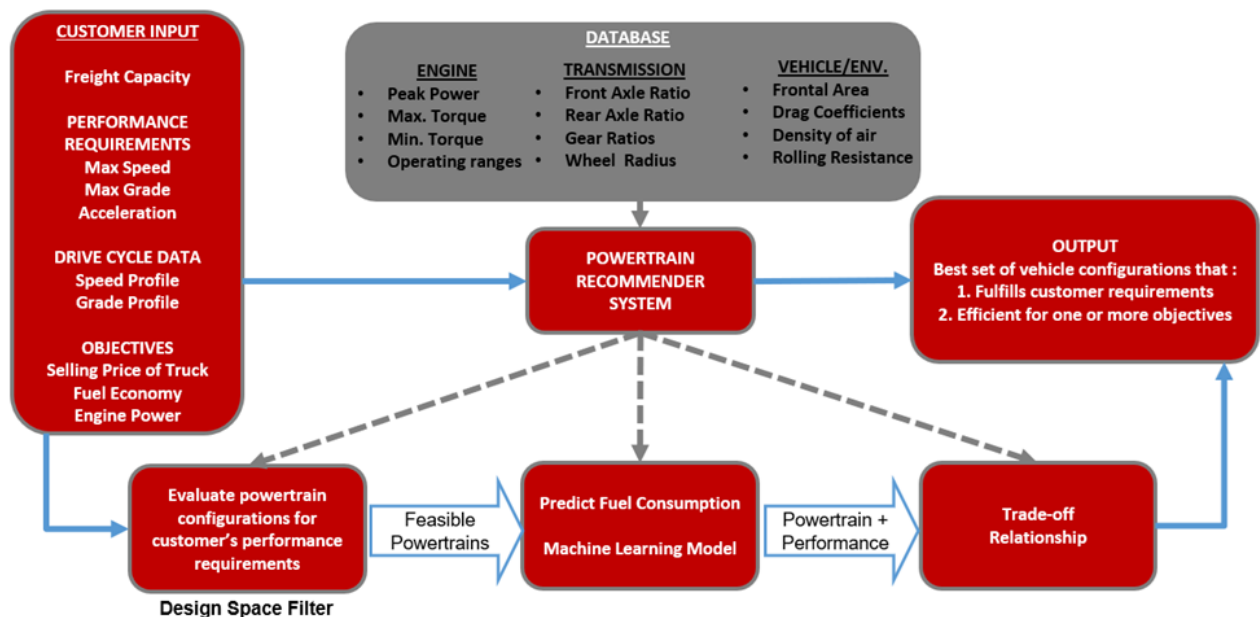 CUSTOMER INPUT
Freight Capacity
PERFORMANCE
REQUIREMENTS
Max Speed
Max Grade
Acceleration
DRIVE CYCLE DATA
Speed Profile
Grade Profile
OBJECTIVES
Selling Price of Truck
Fuel Economy
Engine Power
DATABASE
ENGINE
• Peak Power
• Max. Torque
• Min. Torque
• Operating ranges
TRANSMISSION
• Front Axle Ratio
• Rear Axle Ratio
• Gear Ratios
• Wheel Radius
VEHICLE/ENV.
• Frontal Area
• Drag Coefficients
• Density of air
• Rolling Resistance
POWERTRAIN
RECOMMENDER
SYSTEM
OUTPUT
Best set of vehicle configurations that :
1. Fulfills customer requirements
2. Efficient for one or more objectives
Evaluate powertrain
configurations for
customer's performance
requirements
Design Space Filter
Feasible
Powertrains
Predict Fuel Consumption
Machine Learning Model
Powertrain +
Performance
Trade-off
Relationship